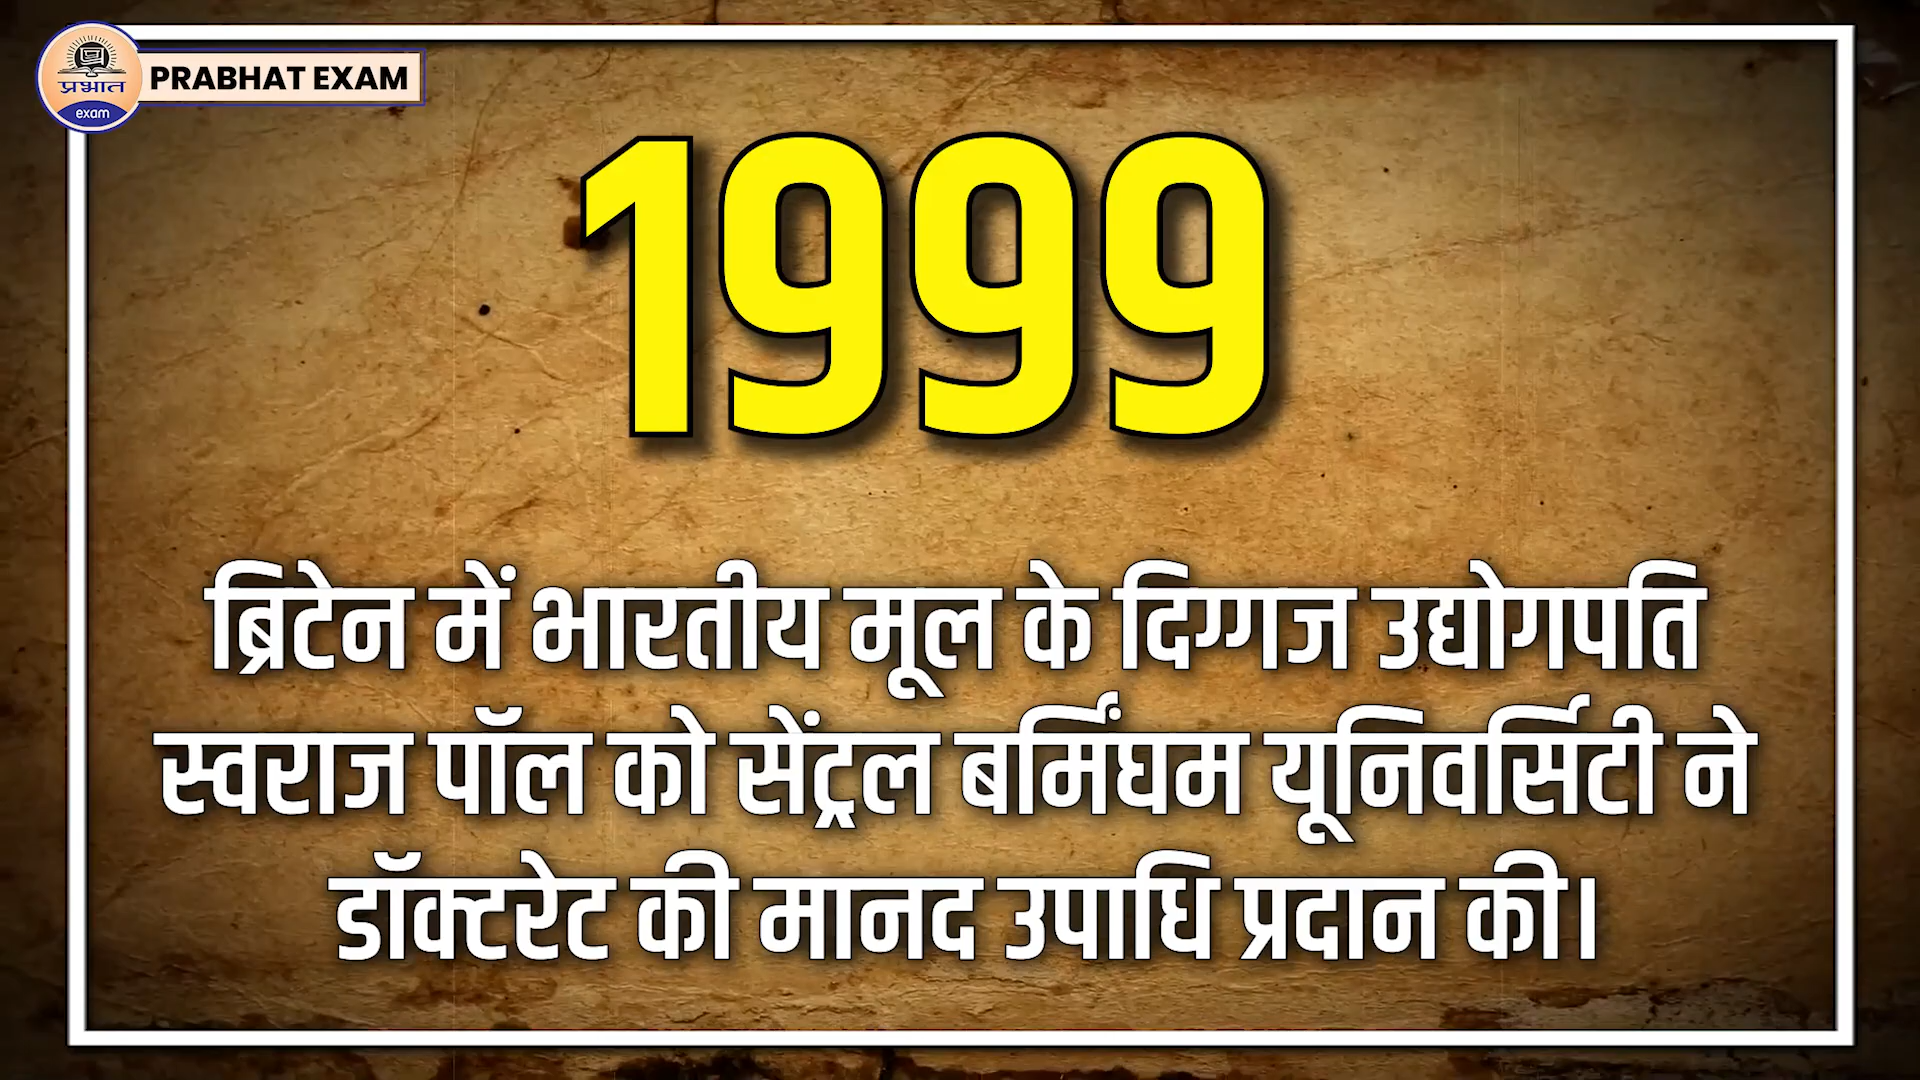 प्रभात
exam
PRABHAT EXAM
1999
ब्रिटेन में भारतीय मूल के दिग्गज उद्योगपति
स्वराज पॉल को सेंट्रल बर्मिंघम यूनिवर्सिटी ने
डॉक्टरेट की मानद उपाधि प्रदान की।